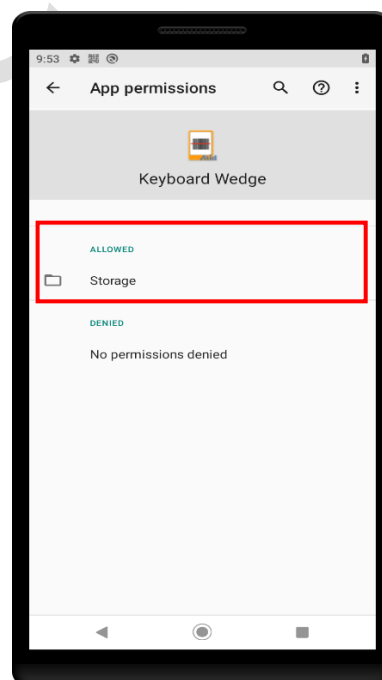 9:53
App permissions
Keyboard Wedge
ALLOWED
Storage
DENIED
No permissions denied